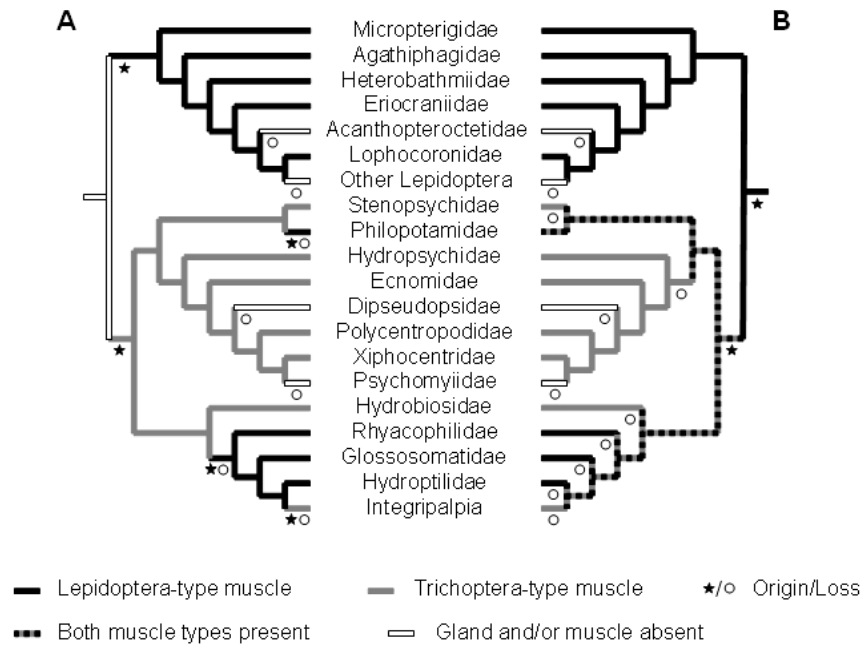 A
B
Micropterigidae
Agathiphagidae
Heterobathmiidae
Eriocraniidae
Acanthopteroctetidae
Lophocoronidae
Other Lepidoptera
Stenopsychidae
Philopotamidae
Hydropsychidae
Ecnomidae
Dipseudopsidae
Polycentropodidae
Xiphocentridae
Psychomyiidae
Hydrobiosidae
Rhyacophilidae
Glossosomatidae
Hydroptilidae
Integripalpia
Lepidoptera-type muscle
Trichoptera-type muscle
★/○ Origin/Loss
Both muscle types present
Gland and/or muscle absent